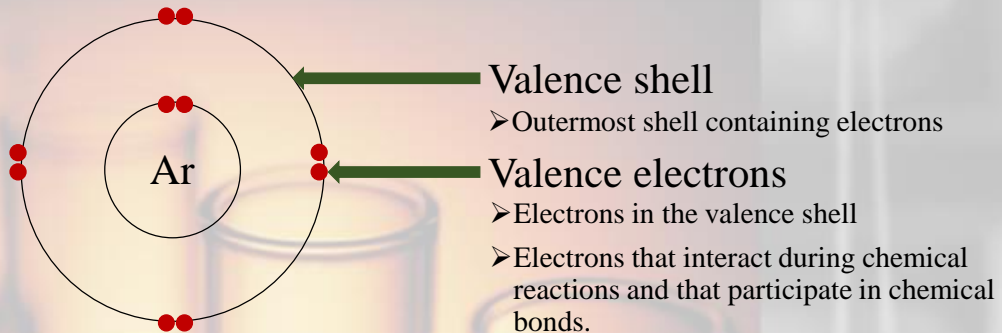 Valence shell
➢Outermost shell containing electrons
Ar
Valence electrons
➢Electrons in the valence shell
➢Electrons that interact during chemical
reactions and that participate in chemical
bonds.